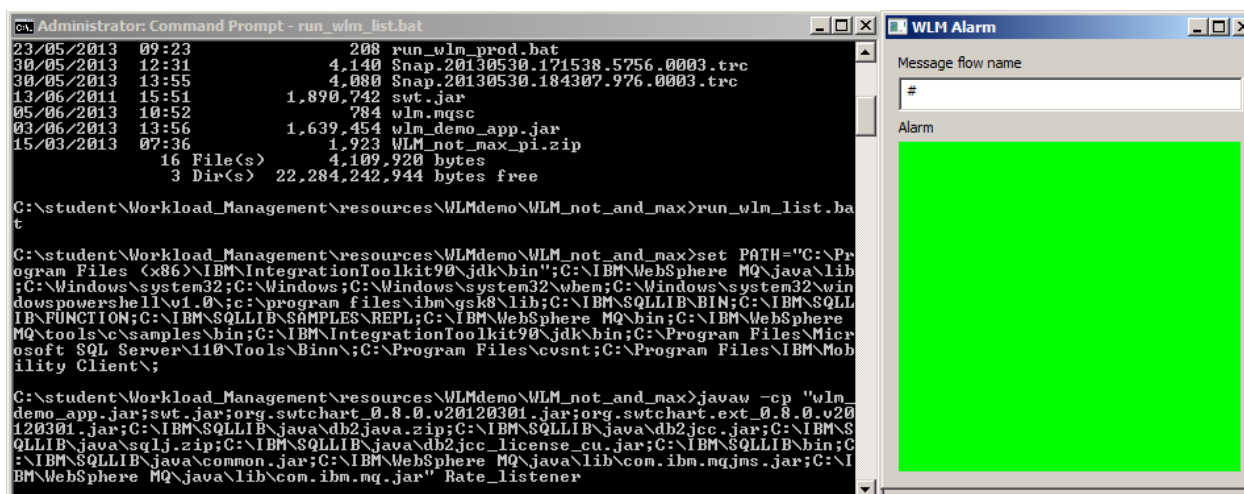 Administrator: Command Prompt - run_wlm_list.bat
23/05/2013  09:23               208 run_wlm_prod.bat
30/05/2013  12:31             4,140 Snap.20130530.171538.5756.0003.trc
30/05/2013  13:55             4,080 Snap.20130530.184307.976.0003.trc
13/06/2011  15:51         1,890,742 swt.jar
05/06/2013  10:52               784 wlm.mqsc
03/06/2013  13:56         1,639,454 wlm_demo_app.jar
15/03/2013  07:36             1,923 WLM_not_max_pi.zip
16 File(s)      4,109,920 bytes
3 Dir(s)  22,284,242,944 bytes free
C:\student\Workload_Management\resources\WLMdemo\WLM_not_and_max>run_wlm_list.ba
t
C:\student\Workload_Management\resources\WLMdemo\WLM_not_and_max>set PATH="C:\Pr
ogram Files (x86)\IBM\IntegrationToolkit90\jdk\bin";C:\IBM\WebSphere MQ\java\lib
;C:\Windows\system32;C:\Windows;C:\Windows\system32\wbem;C:\Windows\system32\win
dowspowershell\v1.0\;c:\program files\ibm\gsk8\lib;C:\IBM\SQLLIB\BIN;C:\IBM\SQLL
IB\FUNCTION;C:\IBM\SQLLIB\SAMPLES\REPL;C:\IBM\WebSphere MQ\bin;C:\IBM\WebSphere
MQ\tools\c\samples\bin;C:\IBM\IntegrationToolkit90\jdk\bin;C:\Program Files\Micr
osoft SQL Server\110\Tools\Binn\;C:\Program Files\cvsnt;C:\Program Files\IBM\Mob
ility Client\;
C:\student\Workload_Management\resources\WLMdemo\WLM_not_and_max>javaw -cp "wlm_
demo_app.jar;swt.jar;org.swtchart_0.8.0.v20120301.jar;org.swtchart.ext_0.8.0.v20
120301.jar;C:\IBM\SQLLIB\java\db2java.zip;C:\IBM\SQLLIB\java\db2jcc.jar;C:\IBM\S
QLLIB\java\sqlj.zip;C:\IBM\SQLLIB\java\db2jcc_license_cu.jar;C:\IBM\SQLLIB\bin;C
:\IBM\SQLLIB\java\common.jar;C:\IBM\WebSphere MQ\java\lib\com.ibm.mqjms.jar;C:\I
BM\WebSphere MQ\java\lib\com.ibm.mq.jar" Rate_listener
WLM Alarm
Message flow name
#
Alarm